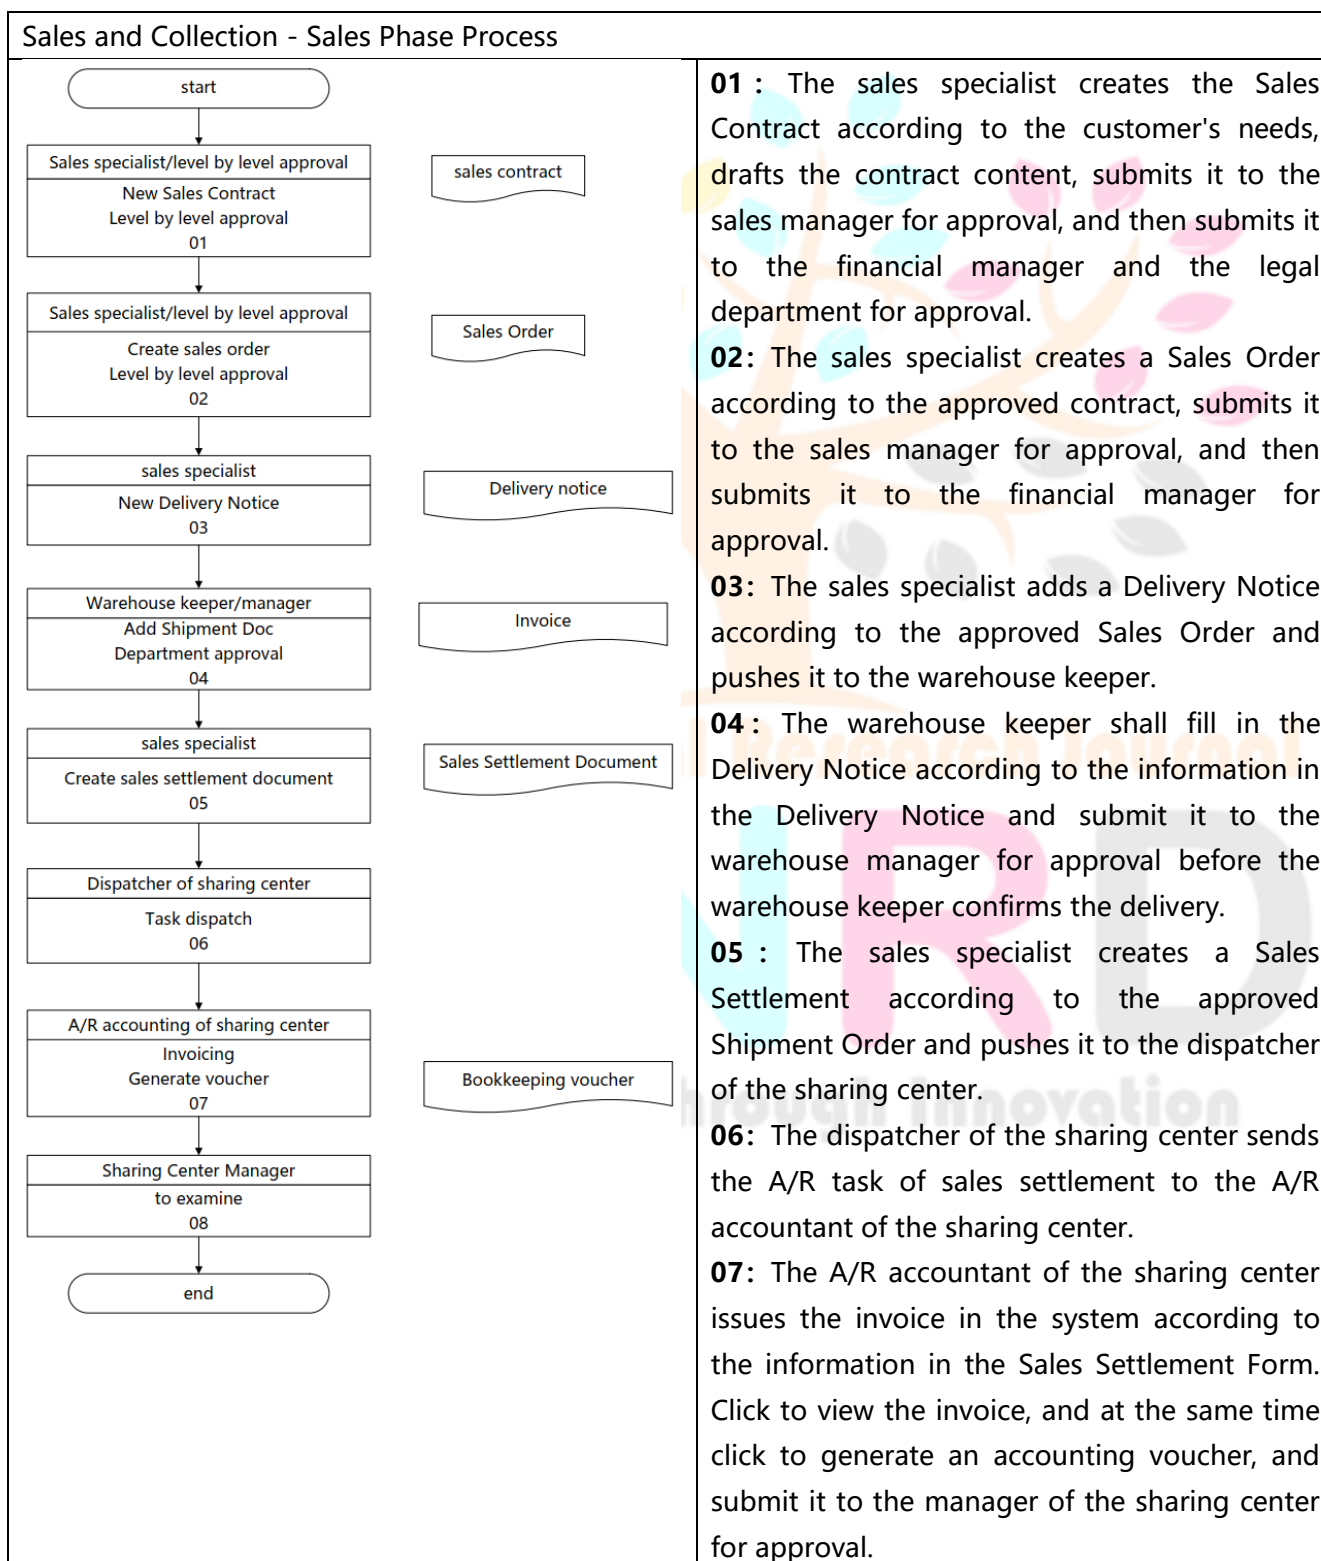 Sales and Collection - Sales Phase Process
start
Sales specialist/level by level approval
New Sales Contract
Level by level approval
01
sales contract
Sales specialist/level by level approval
Create sales order
Level by level approval
02
Sales Order
sales specialist
New Delivery Notice
03
Delivery notice
Warehouse keeper/manager
Add Shipment Doc
Department approval
04
Invoice
sales specialist
Create sales settlement document
05
Sales Settlement Document
Dispatcher of sharing center
Task dispatch
06
A/R accounting of sharing center
Invoicing
Generate voucher
07
Bookkeeping voucher
Sharing Center Manager
to examine
08
end
01： The sales specialist creates the Sales
Contract according to the customer's needs,
drafts the contract content, submits it to the
sales manager for approval, and then submits it
to the financial manager and the legal
department for approval.
02：The sales specialist creates a Sales Order
according to the approved contract, submits it
to the sales manager for approval, and then
submits it to the financial manager for
approval.
03：The sales specialist adds a Delivery Notice
according to the approved Sales Order and
pushes it to the warehouse keeper.
04： The warehouse keeper shall fill in the
Delivery Notice according to the information in
the Delivery Notice and submit it to the
warehouse manager for approval before the
warehouse keeper confirms the delivery.
05： The sales specialist creates a Sales
Settlement according to the approved
Shipment Order and pushes it to the dispatcher
of the sharing center.
06：The dispatcher of the sharing center sends
the A/R task of sales settlement to the A/R
accountant of the sharing center.
07：The A/R accountant of the sharing center
issues the invoice in the system according to
the information in the Sales Settlement Form.
Click to view the invoice, and at the same time
click to generate an accounting voucher, and
submit it to the manager of the sharing center
for approval.
Research Journal
NRD
hrough Innovation